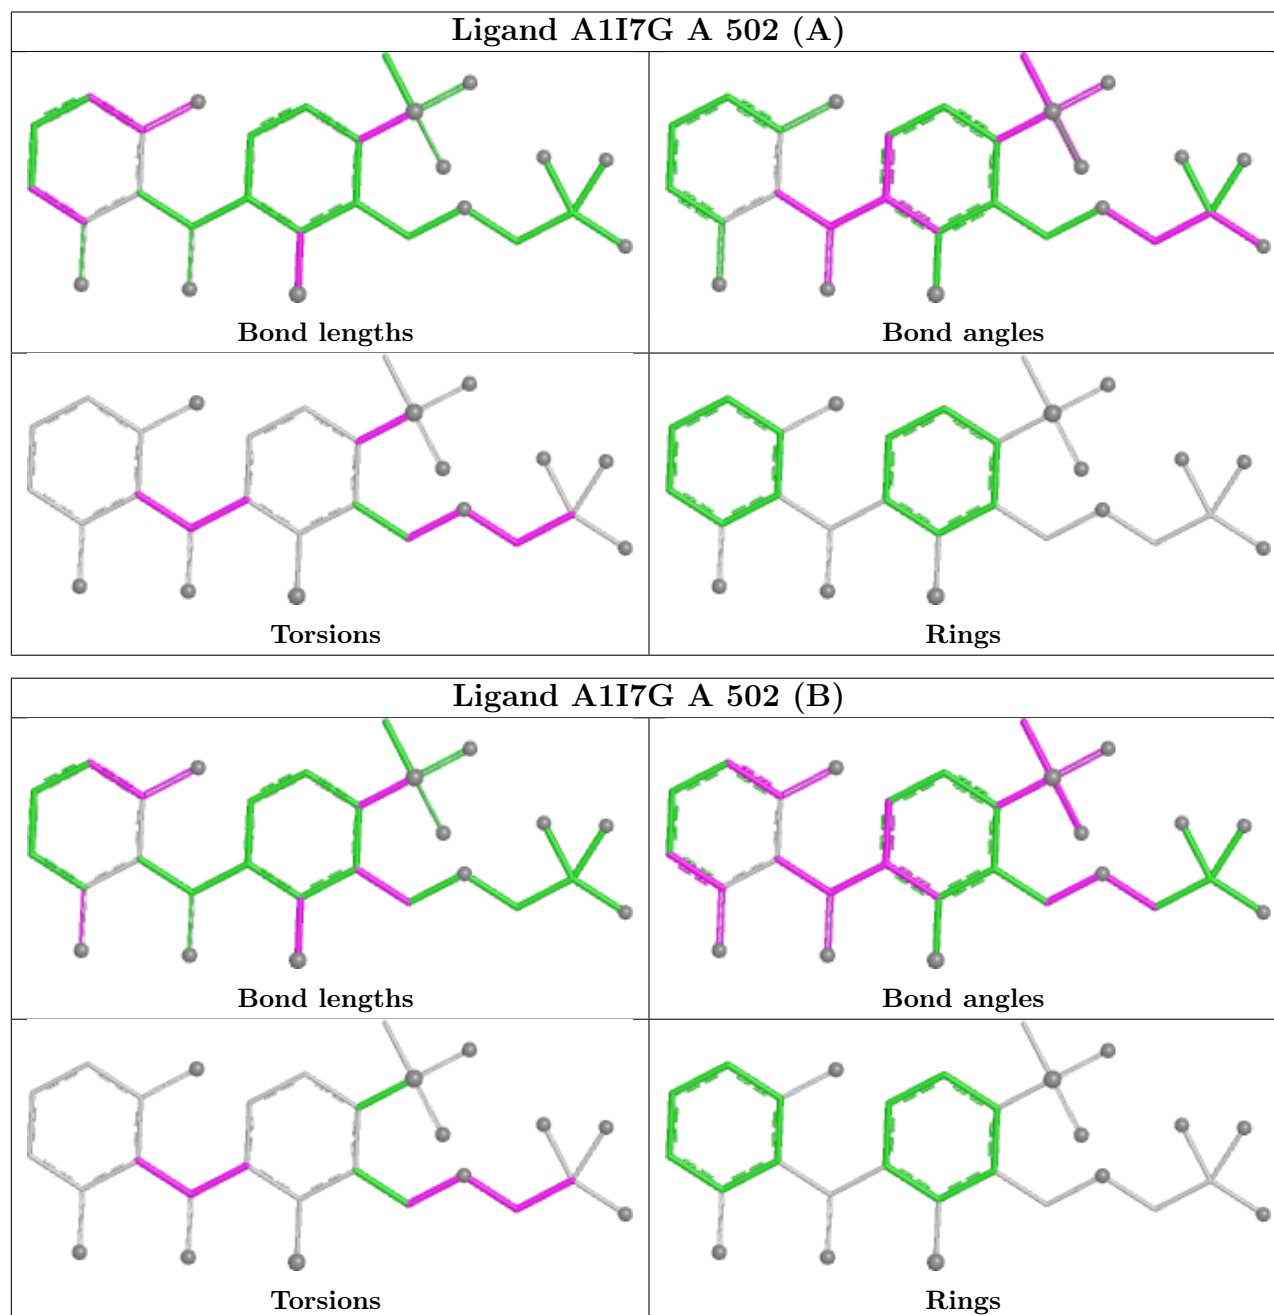 Ligand A1I7G A 502 (A)
Bond lengths
Bond angles
Torsions
Rings
Ligand A1I7G A 502 (B)
Bond lengths
Bond angles
Torsions
Rings